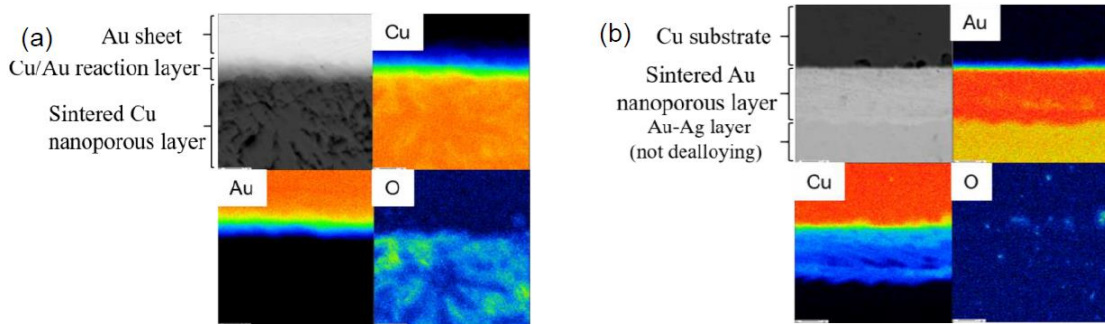 (a)
Au sheet
Cu/Au reaction layer
Sintered Cu
nanoporous layer
Cu
Au
O
(b)
Cu substrate
Sintered Au
nanoporous layer
Au-Ag layer
(not dealloying)
Au
Cu
O